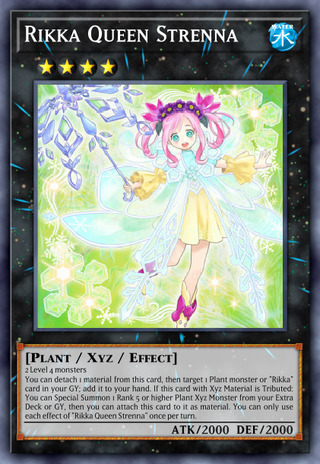 Rikka Queen Strenna
WATER
水
[Plant / Xyz / Effect]
2 Level 4 monsters
You can detach 1 material from this card, then target 1 Plant monster or "Rikka"
card in your GY; add it to your hand. If this card with Xyz Material is Tributed:
You can Special Summon 1 Rank 5 or higher Plant Xyz Monster from your Extra
Deck or GY, then you can attach this card to it as material. You can only use
each effect of "Rikka Queen Strenna" once per turn.
ATK/2000 DEF/2000